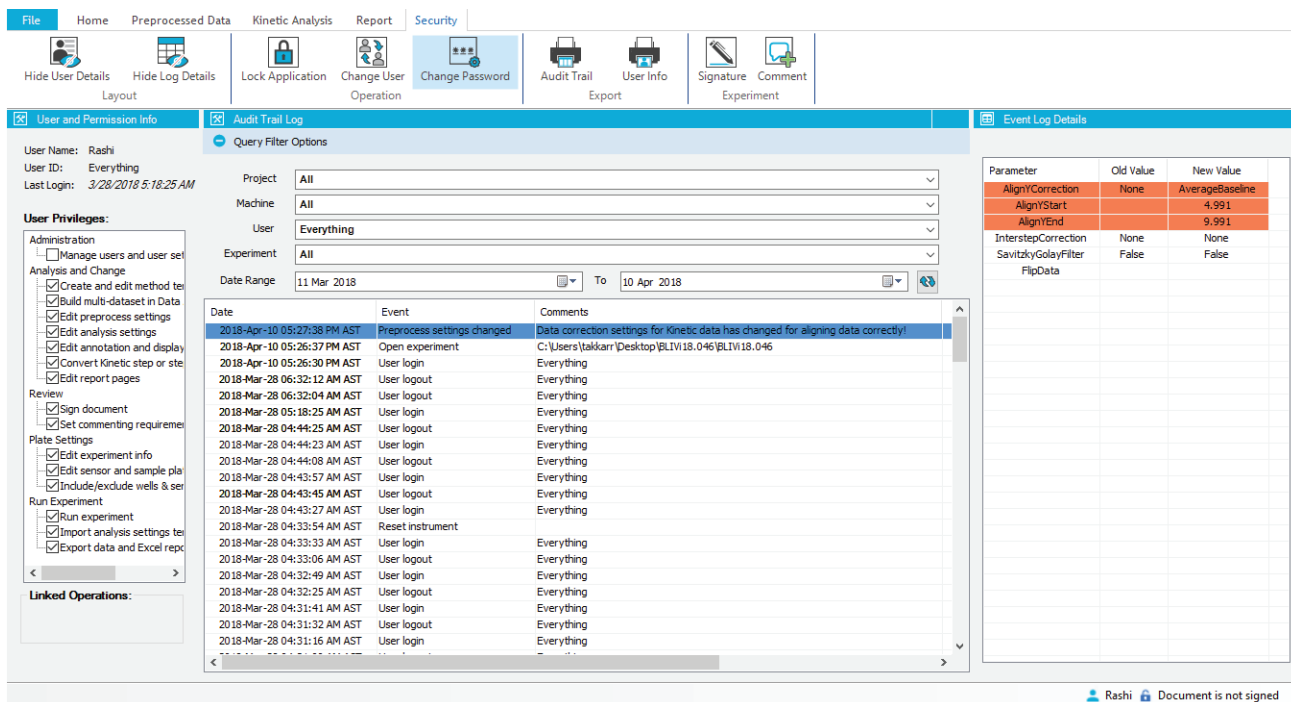 File Home Preprocessed Data Kinetic Analysis Report Security
Hide User Details Hide Log Details Lock Application Change User Change Password Audit Trail User Info Signature Comment
Layout Operation Export Experiment
User and Permission Info
User Name: Rashi
User ID: Everything
Last Login: 3/28/2018 5:18:25 AM
User Privileges:
Administration
Manage users and user set
Analysis and Change
Create and edit method ter
Build multi-dataset in Data
Edit preprocess settings
Edit analysis settings
Edit annotation and display
Convert Kinetic step or ste
Edit report pages
Review
Sign document
Set commenting requiremer
Plate Settings
Edit experiment info
Edit sensor and sample pla
Include/exclude wells & ser
Run Experiment
Run experiment
Import analysis settings ter
Export data and Excel repo
Linked Operations:
Audit Trail Log
Query Filter Options
Project All
Machine All
User Everything
Experiment All
Date Range 11 Mar 2018 To 10 Apr 2018
Date Event Comments
2018-Apr-10 05:27:38 PM AST Preprocess settings changed Data correction settings for Kinetic data has changed for aligning data correctly!
2018-Apr-10 05:26:37 PM AST Open experiment C:\Users\takkarr\Desktop\BLIVi18.046\BLIVi18.046
2018-Apr-10 05:26:30 PM AST User login Everything
2018-Mar-28 06:32:12 AM AST User logout Everything
2018-Mar-28 06:32:04 AM AST User logout Everything
2018-Mar-28 05:18:25 AM AST User login Everything
2018-Mar-28 04:44:25 AM AST User logout Everything
2018-Mar-28 04:44:23 AM AST User login Everything
2018-Mar-28 04:44:08 AM AST User logout Everything
2018-Mar-28 04:43:57 AM AST User login Everything
2018-Mar-28 04:43:45 AM AST User logout Everything
2018-Mar-28 04:43:27 AM AST User login Everything
2018-Mar-28 04:33:54 AM AST Reset instrument
2018-Mar-28 04:33:33 AM AST User login Everything
2018-Mar-28 04:33:06 AM AST User logout Everything
2018-Mar-28 04:32:49 AM AST User login Everything
2018-Mar-28 04:32:25 AM AST User logout Everything
2018-Mar-28 04:31:41 AM AST User login Everything
2018-Mar-28 04:31:32 AM AST User logout Everything
2018-Mar-28 04:31:16 AM AST User login Everything
Event Log Details
Parameter Old Value New Value
AlignYCorrection None AverageBaseline
AlignYStart 4.991
AlignYEnd 9.991
InterstepCorrection None None
SavitzkyGolayFilter False False
FlipData
Rashi Document is not signed